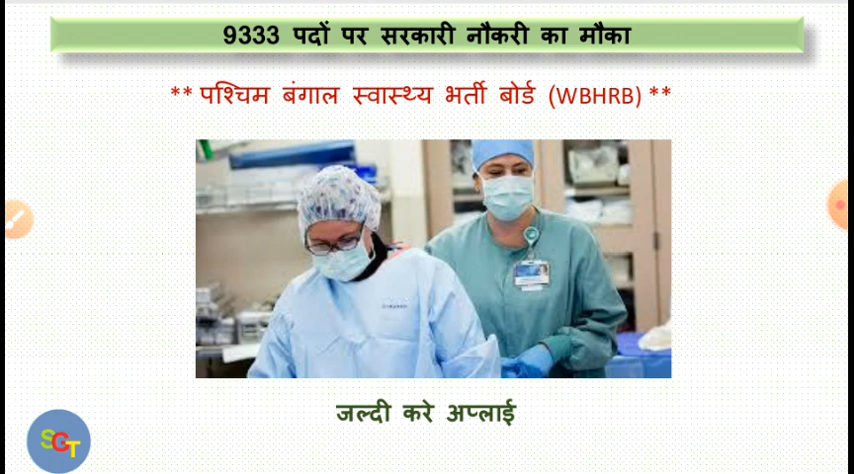 9333 पदों पर सरकारी नौकरी का मौका
** पश्चिम बंगाल स्वास्थ्य भर्ती बोर्ड (WBHRB) **
जल्दी करे अप्लाई
SGT